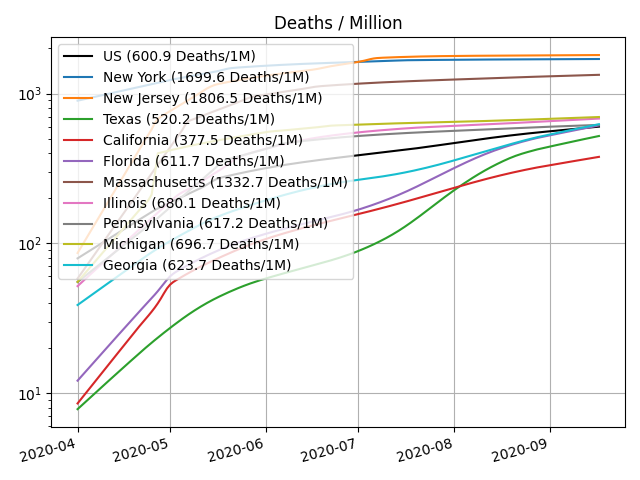 Deaths / Million
US (600.9 Deaths/1M)
New York (1699.6 Deaths/1M)
New Jersey (1806.5 Deaths/1M)
Texas (520.2 Deaths/1M)
California (377.5 Deaths/1M)
Florida (611.7 Deaths/1M)
Massachusetts (1332.7 Deaths/1M)
Illinois (680.1 Deaths/1M)
Pennsylvania (617.2 Deaths/1M)
Michigan (696.7 Deaths/1M)
Georgia (623.7 Deaths/1M)
10³
10²
10¹
2020-04 2020-05 2020-06 2020-07 2020-08 2020-09